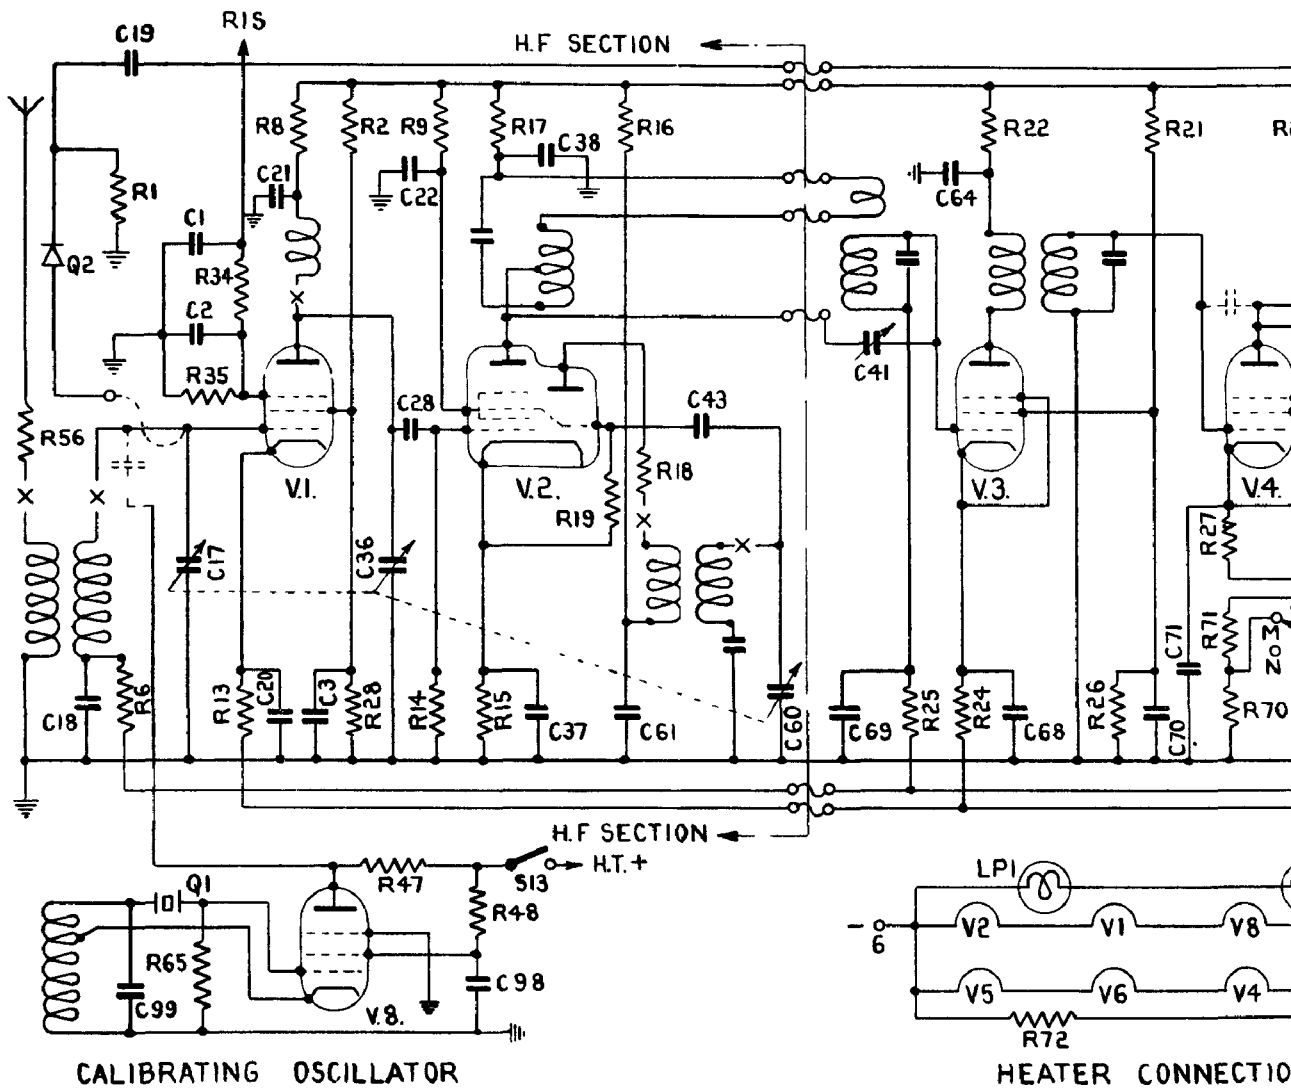 R1S
C19
H.F SECTION
R8
R2
R9
R17
C38
R16
R22
R21
R2
C21
C22
C64
R1
C1
Q2
R34
C2
R35
C28
C43
C41
R56
V.1.
V.2.
R18
V.3.
V.4.
R19
R27
C17
C36
R71
C71
M
No
C18
R6
R13
C20
C3
R28
R14
R15
C37
C61
C60
C69
R25
R24
C68
R26
C70
R70
H.F SECTION
H.T.+
S13
R47
LP1
Q1
R48
- 6
V2
V1
V8
R65
C99
C98
V.8.
V5
V6
V4
R72
CALIBRATING OSCILLATOR
HEATER CONNECTIO